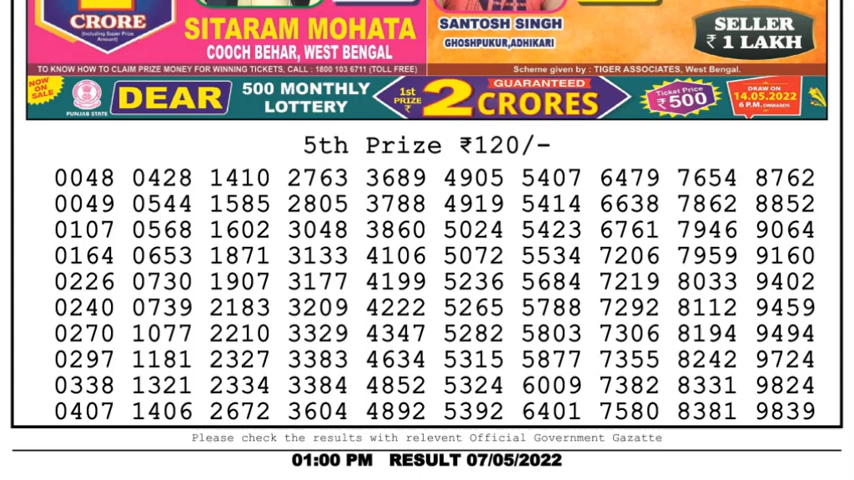 CRORE
(Including Super Prize
Amount)
SITARAM MOHATA
COOCH BEHAR, WEST BENGAL
SANTOSH SINGH
GHOSHPUKUR,ADHIKARI
SELLER
₹ 1 LAKH
TO KNOW HOW TO CLAIM PRIZE MONEY FOR WINNING TICKETS, CALL : 1800 103 6711 (TOLL FREE)
Scheme given by : TIGER ASSOCIATES, West Bengal.
NOW ON SALE
PUNJAB STATE
DEAR
500 MONTHLY
LOTTERY
1st
PRIZE
₹
2
GUARANTEED
CRORES
Ticket Price
₹500
DRAW ON
14.05.2022
6 P.M. ONWARDS
5th Prize ₹120/-
0048 0428 1410 2763 3689 4905 5407 6479 7654 8762
0049 0544 1585 2805 3788 4919 5414 6638 7862 8852
0107 0568 1602 3048 3860 5024 5423 6761 7946 9064
0164 0653 1871 3133 4106 5072 5534 7206 7959 9160
0226 0730 1907 3177 4199 5236 5684 7219 8033 9402
0240 0739 2183 3209 4222 5265 5788 7292 8112 9459
0270 1077 2210 3329 4347 5282 5803 7306 8194 9494
0297 1181 2327 3383 4634 5315 5877 7355 8242 9724
0338 1321 2334 3384 4852 5324 6009 7382 8331 9824
0407 1406 2672 3604 4892 5392 6401 7580 8381 9839
Please check the results with relevent Official Government Gazatte
01:00 PM RESULT 07/05/2022